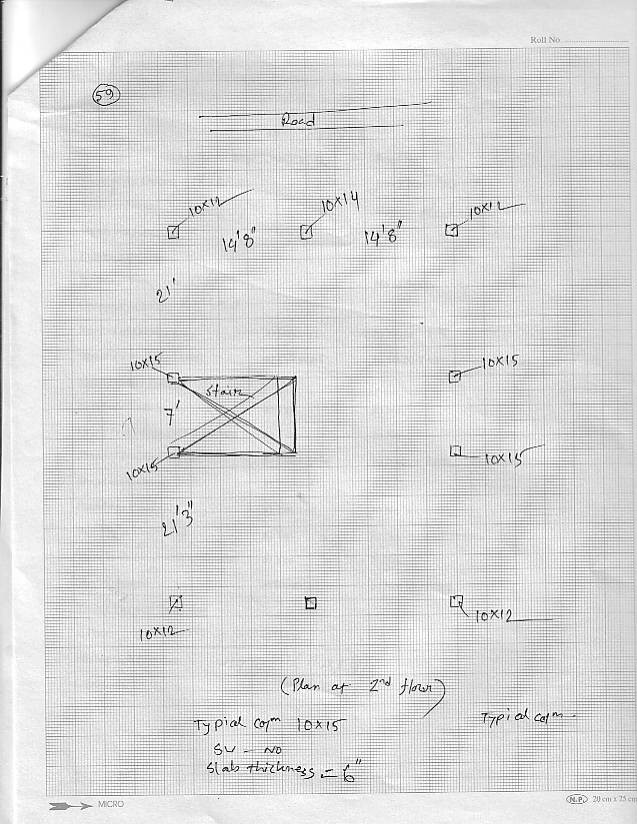 Roll No.
59
Road
10X12
10X14
10X12
14'8"
14'8"
21'
10X15
10X15
Stair
7'
10X15
10X15
21'3"
10X12
10X12
(Plan at 2nd floor)
Typical colm 10X15
Typical colm
SW - NO
Slab thickness = 6"
MICRO
N.P. 20 cm x 25 cm